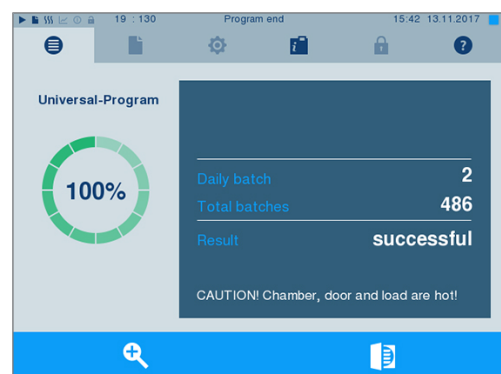 19 : 130 Program end 15:42 13.11.2017
i ?
Universal-Program
100%
Daily batch 2
Total batches 486
Result successful
CAUTION! Chamber, door and load are hot!